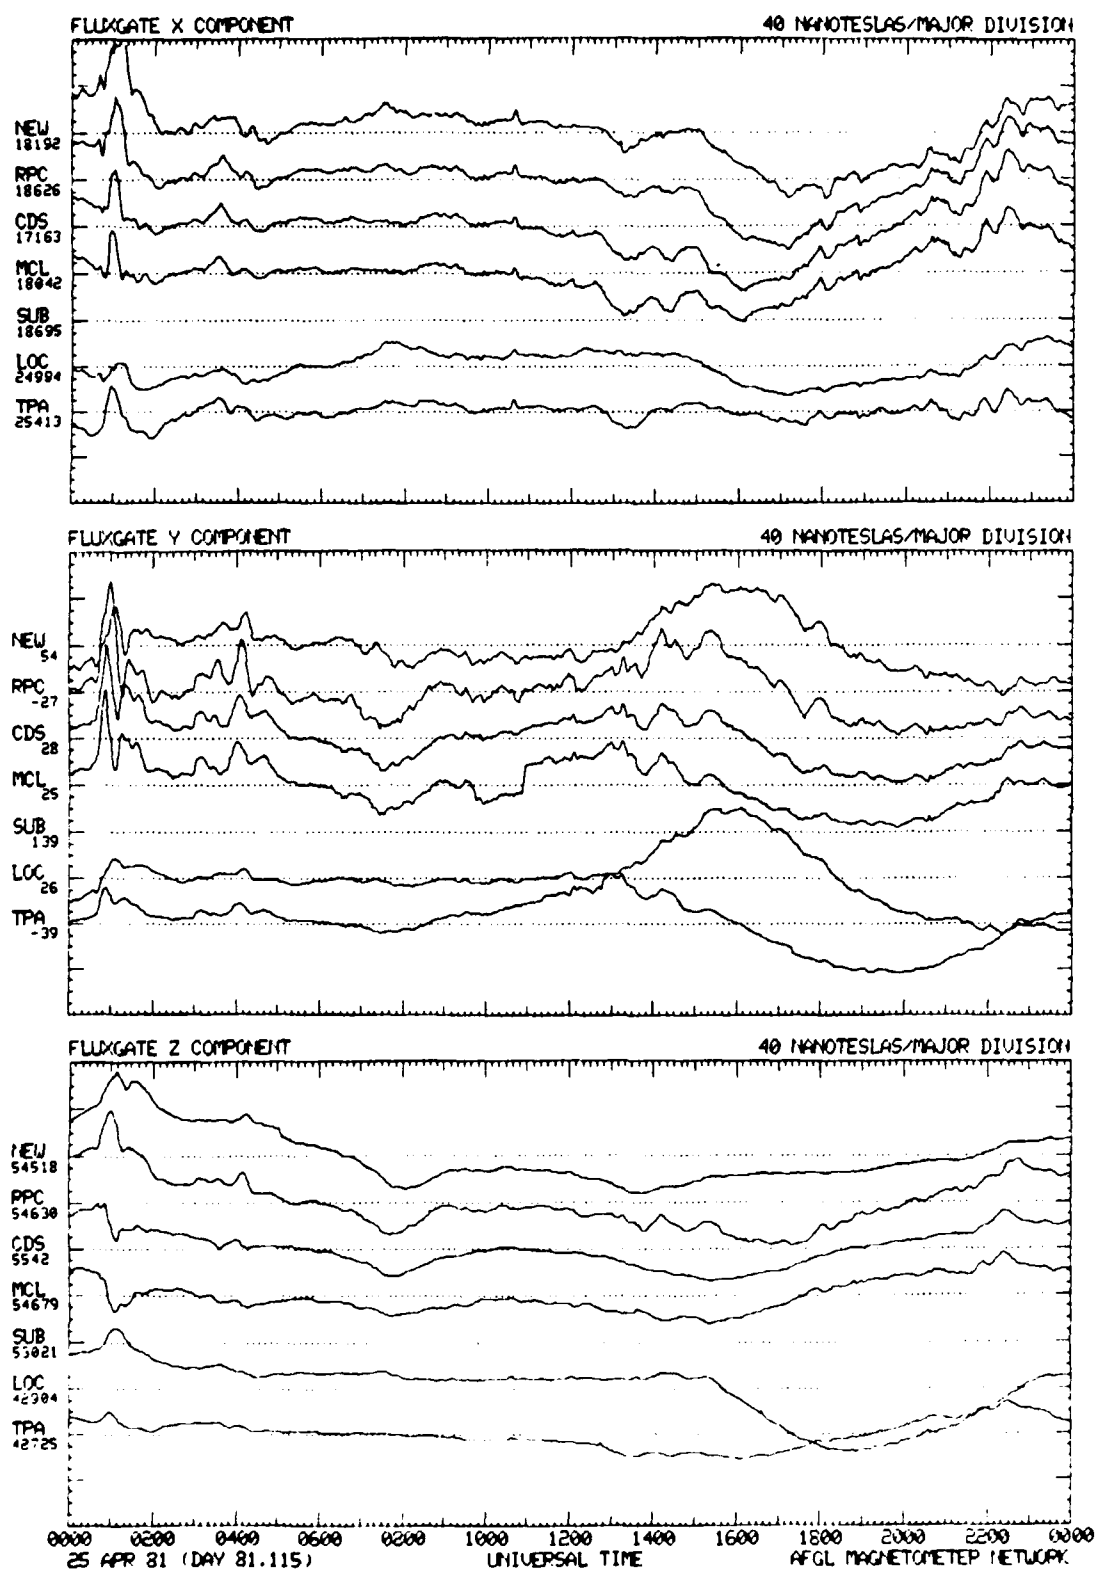 FLUXGATE X COMPONENT 40 NANOTESLAS/MAJOR DIVISION
NEW
18192
RPC
18626
CDS
17163
MCL
18042
SUB
18695
LOC
24994
TPA
25413
FLUXGATE Y COMPONENT 40 NANOTESLAS/MAJOR DIVISION
NEW
54
RPC
-27
CDS
28
MCL
25
SUB
139
LOC
26
TPA
-39
FLUXGATE Z COMPONENT 40 NANOTESLAS/MAJOR DIVISION
NEW
54518
RPC
54630
CDS
5542
MCL
54679
SUB
LOC
42904
TPA
42725
0000 0200 0400 0600 0800 1000 1200 1400 1600 1800 2000 2200 0000
25 APR 81 (DAY 81.115) UNIVERSAL TIME AFGL MAGNETOMETER NETWORK